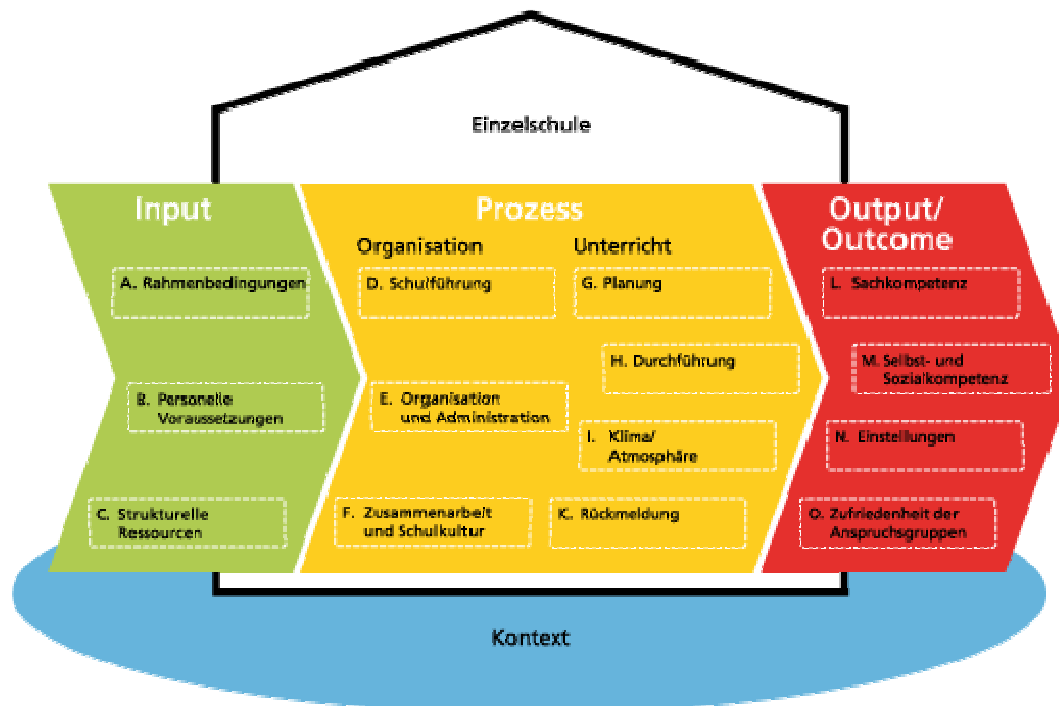 Einzelschule
Input
A. Rahmenbedingungen
B. Personelle
Voraussetzungen
C. Strukturelle
Ressourcen
Prozess
Organisation
D. Schulführung
E. Organisation
und Administration
F. Zusammenarbeit
und Schulkultur
Unterricht
G. Planung
H. Durchführung
I. Klima/
Atmosphäre
K. Rückmeldung
Output/
Outcome
L. Sachkompetenz
M. Selbst- und
Sozialkompetenz
N. Einstellungen
O. Zufriedenheit der
Anspruchsgruppen
Kontext